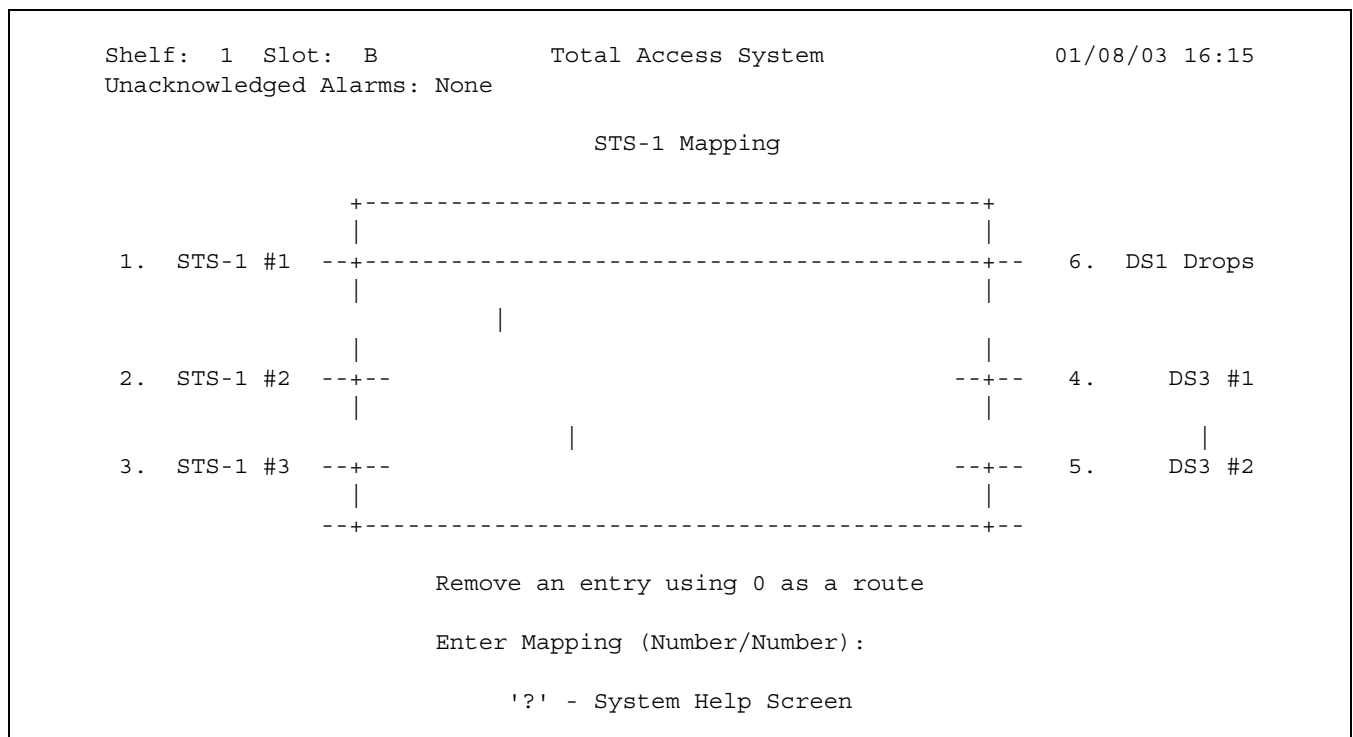 Shelf: 1 Slot: B Total Access System 01/08/03 16:15
Unacknowledged Alarms: None
STS-1 Mapping
+-------------------------------------------+
| |
1. STS-1 #1 --+-------------------------------------------+-- 6. DS1 Drops
| |
|
| |
2. STS-1 #2 --+-- --+-- 4. DS3 #1
| |
| |
3. STS-1 #3 --+-- --+-- 5. DS3 #2
| |
--+-------------------------------------------+--
Remove an entry using 0 as a route
Enter Mapping (Number/Number):
'?' - System Help Screen